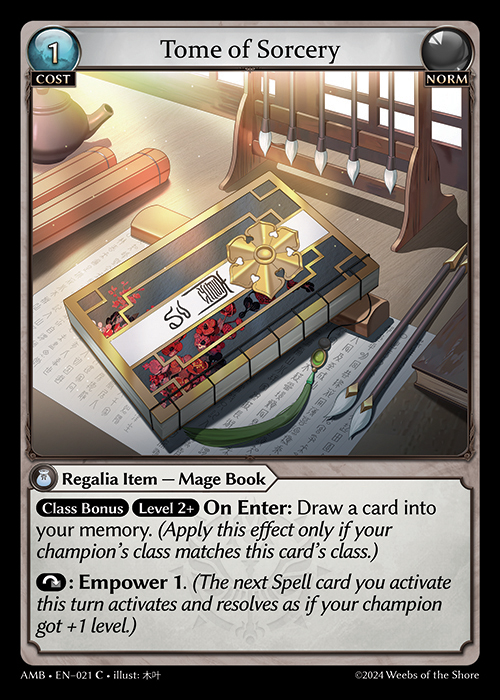 1
Tome of Sorcery
COST
NORM
Regalia Item — Mage Book
Class Bonus Level 2+ On Enter: Draw a card into
your memory. (Apply this effect only if your
champion's class matches this card's class.)
: Empower 1. (The next Spell card you activate
this turn activates and resolves as if your champion
got +1 level.)
AMB • EN–021 C • illust: 木叶
©2024 Weebs of the Shore